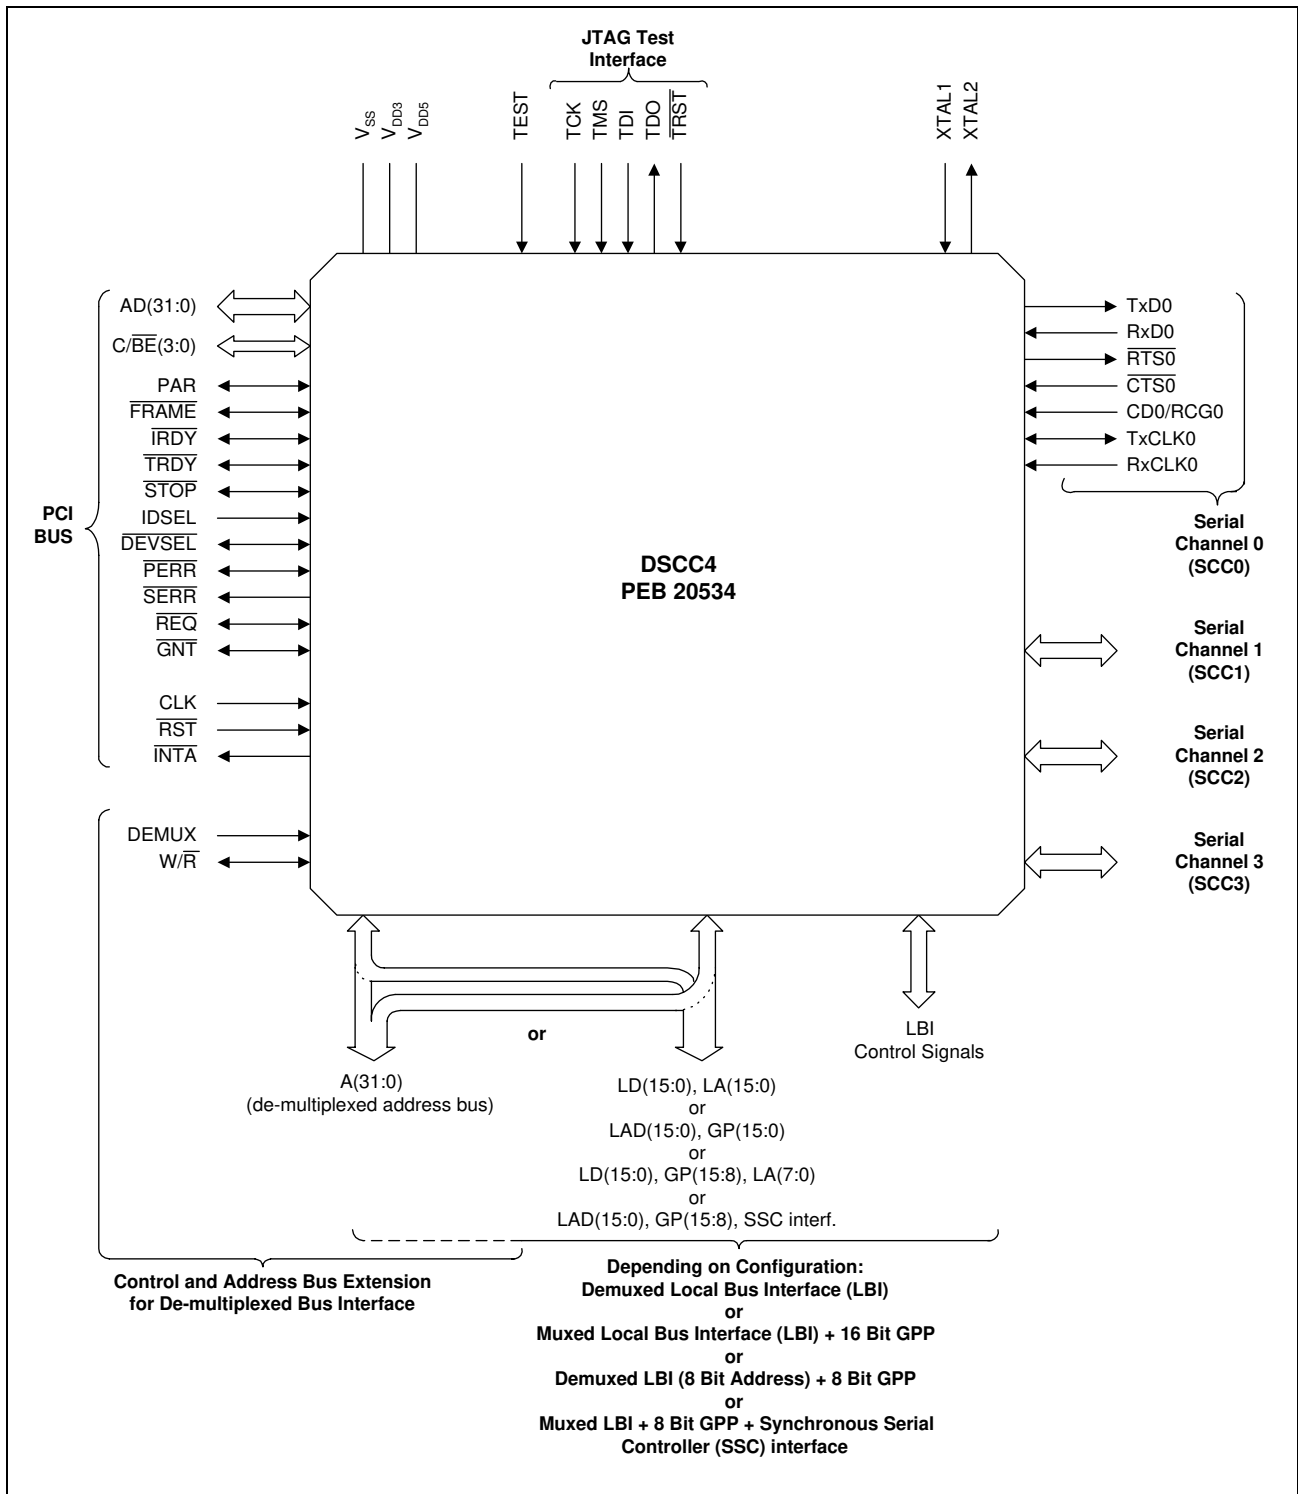 JTAG Test
Interface
VSS
VDD3
VDD5
TEST
TCK
TMS
TDI
TDO
TRST
XTAL1
XTAL2
AD(31:0)
C/BE(3:0)
PAR
FRAME
IRDY
TRDY
STOP
IDSEL
DEVSEL
PERR
SERR
REQ
GNT
CLK
RST
INTA
PCI
BUS
DEMUX
W/R
DSCC4
PEB 20534
TxD0
RxD0
RTS0
CTS0
CD0/RCG0
TxCLK0
RxCLK0
Serial
Channel 0
(SCC0)
Serial
Channel 1
(SCC1)
Serial
Channel 2
(SCC2)
Serial
Channel 3
(SCC3)
or
LBI
Control Signals
A(31:0)
(de-multiplexed address bus)
LD(15:0), LA(15:0)
or
LAD(15:0), GP(15:0)
or
LD(15:0), GP(15:8), LA(7:0)
or
LAD(15:0), GP(15:8), SSC interf.
Control and Address Bus Extension
for De-multiplexed Bus Interface
Depending on Configuration:
Demuxed Local Bus Interface (LBI)
or
Muxed Local Bus Interface (LBI) + 16 Bit GPP
or
Demuxed LBI (8 Bit Address) + 8 Bit GPP
or
Muxed LBI + 8 Bit GPP + Synchronous Serial
Controller (SSC) interface